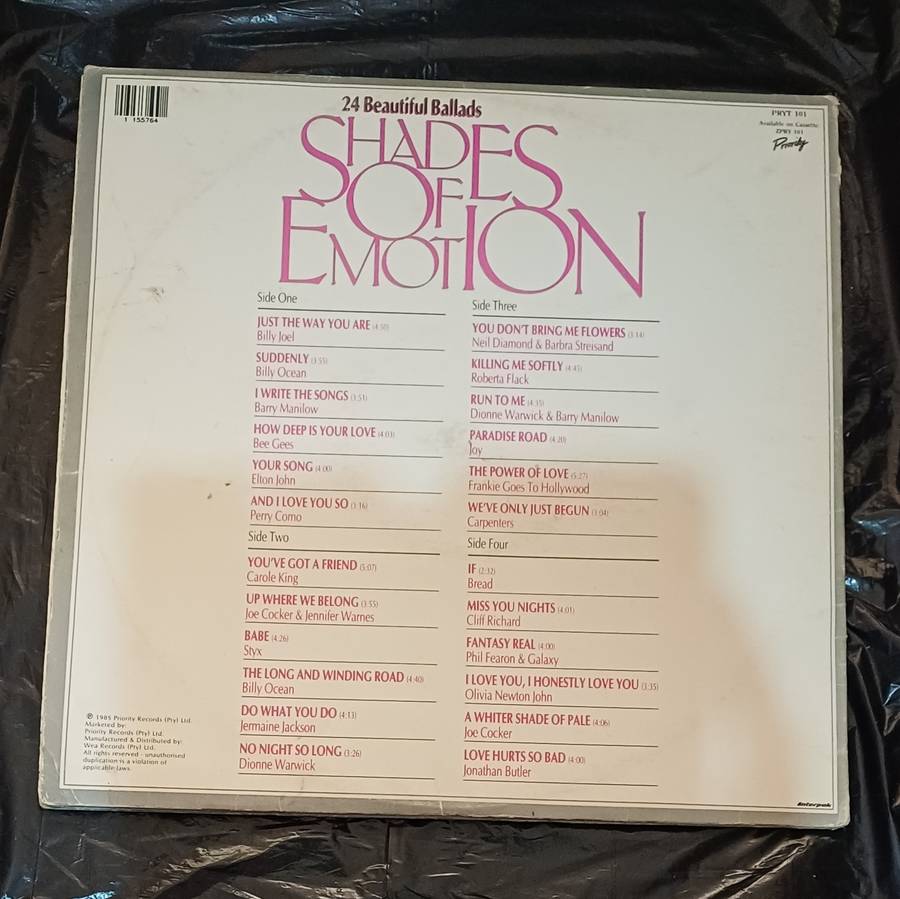 1 155764
24 Beautiful Ballads
SHADES
OF
EMOTION
PRYT 101
Available on Cassette
ZPRY 101
Priority
Side One
JUST THE WAY YOU ARE (4:50)
Billy Joel
SUDDENLY (3:55)
Billy Ocean
I WRITE THE SONGS (3:51)
Barry Manilow
HOW DEEP IS YOUR LOVE (4:03)
Bee Gees
YOUR SONG (4:00)
Elton John
AND I LOVE YOU SO (3:16)
Perry Como
Side Two
YOU'VE GOT A FRIEND (5:07)
Carole King
UP WHERE WE BELONG (3:55)
Joe Cocker & Jennifer Warnes
BABE (4:26)
Styx
THE LONG AND WINDING ROAD (4:40)
Billy Ocean
DO WHAT YOU DO (4:13)
Jermaine Jackson
NO NIGHT SO LONG (3:26)
Dionne Warwick
Side Three
YOU DON'T BRING ME FLOWERS (3:14)
Neil Diamond & Barbra Streisand
KILLING ME SOFTLY (4:45)
Roberta Flack
RUN TO ME (4:35)
Dionne Warwick & Barry Manilow
PARADISE ROAD (4:20)
Joy
THE POWER OF LOVE (5:27)
Frankie Goes To Hollywood
WE'VE ONLY JUST BEGUN (3:04)
Carpenters
Side Four
IF (2:32)
Bread
MISS YOU NIGHTS (4:01)
Cliff Richard
FANTASY REAL (4:00)
Phil Fearon & Galaxy
I LOVE YOU, I HONESTLY LOVE YOU (3:35)
Olivia Newton John
A WHITER SHADE OF PALE (4:06)
Joe Cocker
LOVE HURTS SO BAD (4:00)
Jonathan Butler
℗ 1985 Priority Records (Pty) Ltd.
Marketed by:
Priority Records (Pty) Ltd.
Manufactured & Distributed by:
Wea Records (Pty) Ltd.
All rights reserved - unauthorised
duplication is a violation of
applicable laws.
Interpak